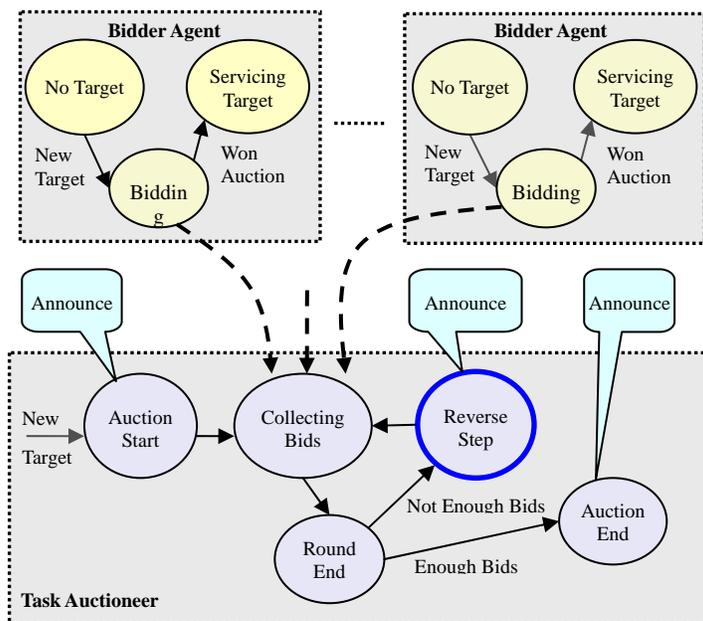 Bidder Agent
No Target
Servicing
Target
New
Target
Won
Auction
Biddin
g
Bidder Agent
No Target
Servicing
Target
New
Target
Won
Auction
Bidding
Announce
Announce
Announce
New
Target
Auction
Start
Collecting
Bids
Reverse
Step
Not Enough Bids
Auction
End
Round
End
Enough Bids
Task Auctioneer